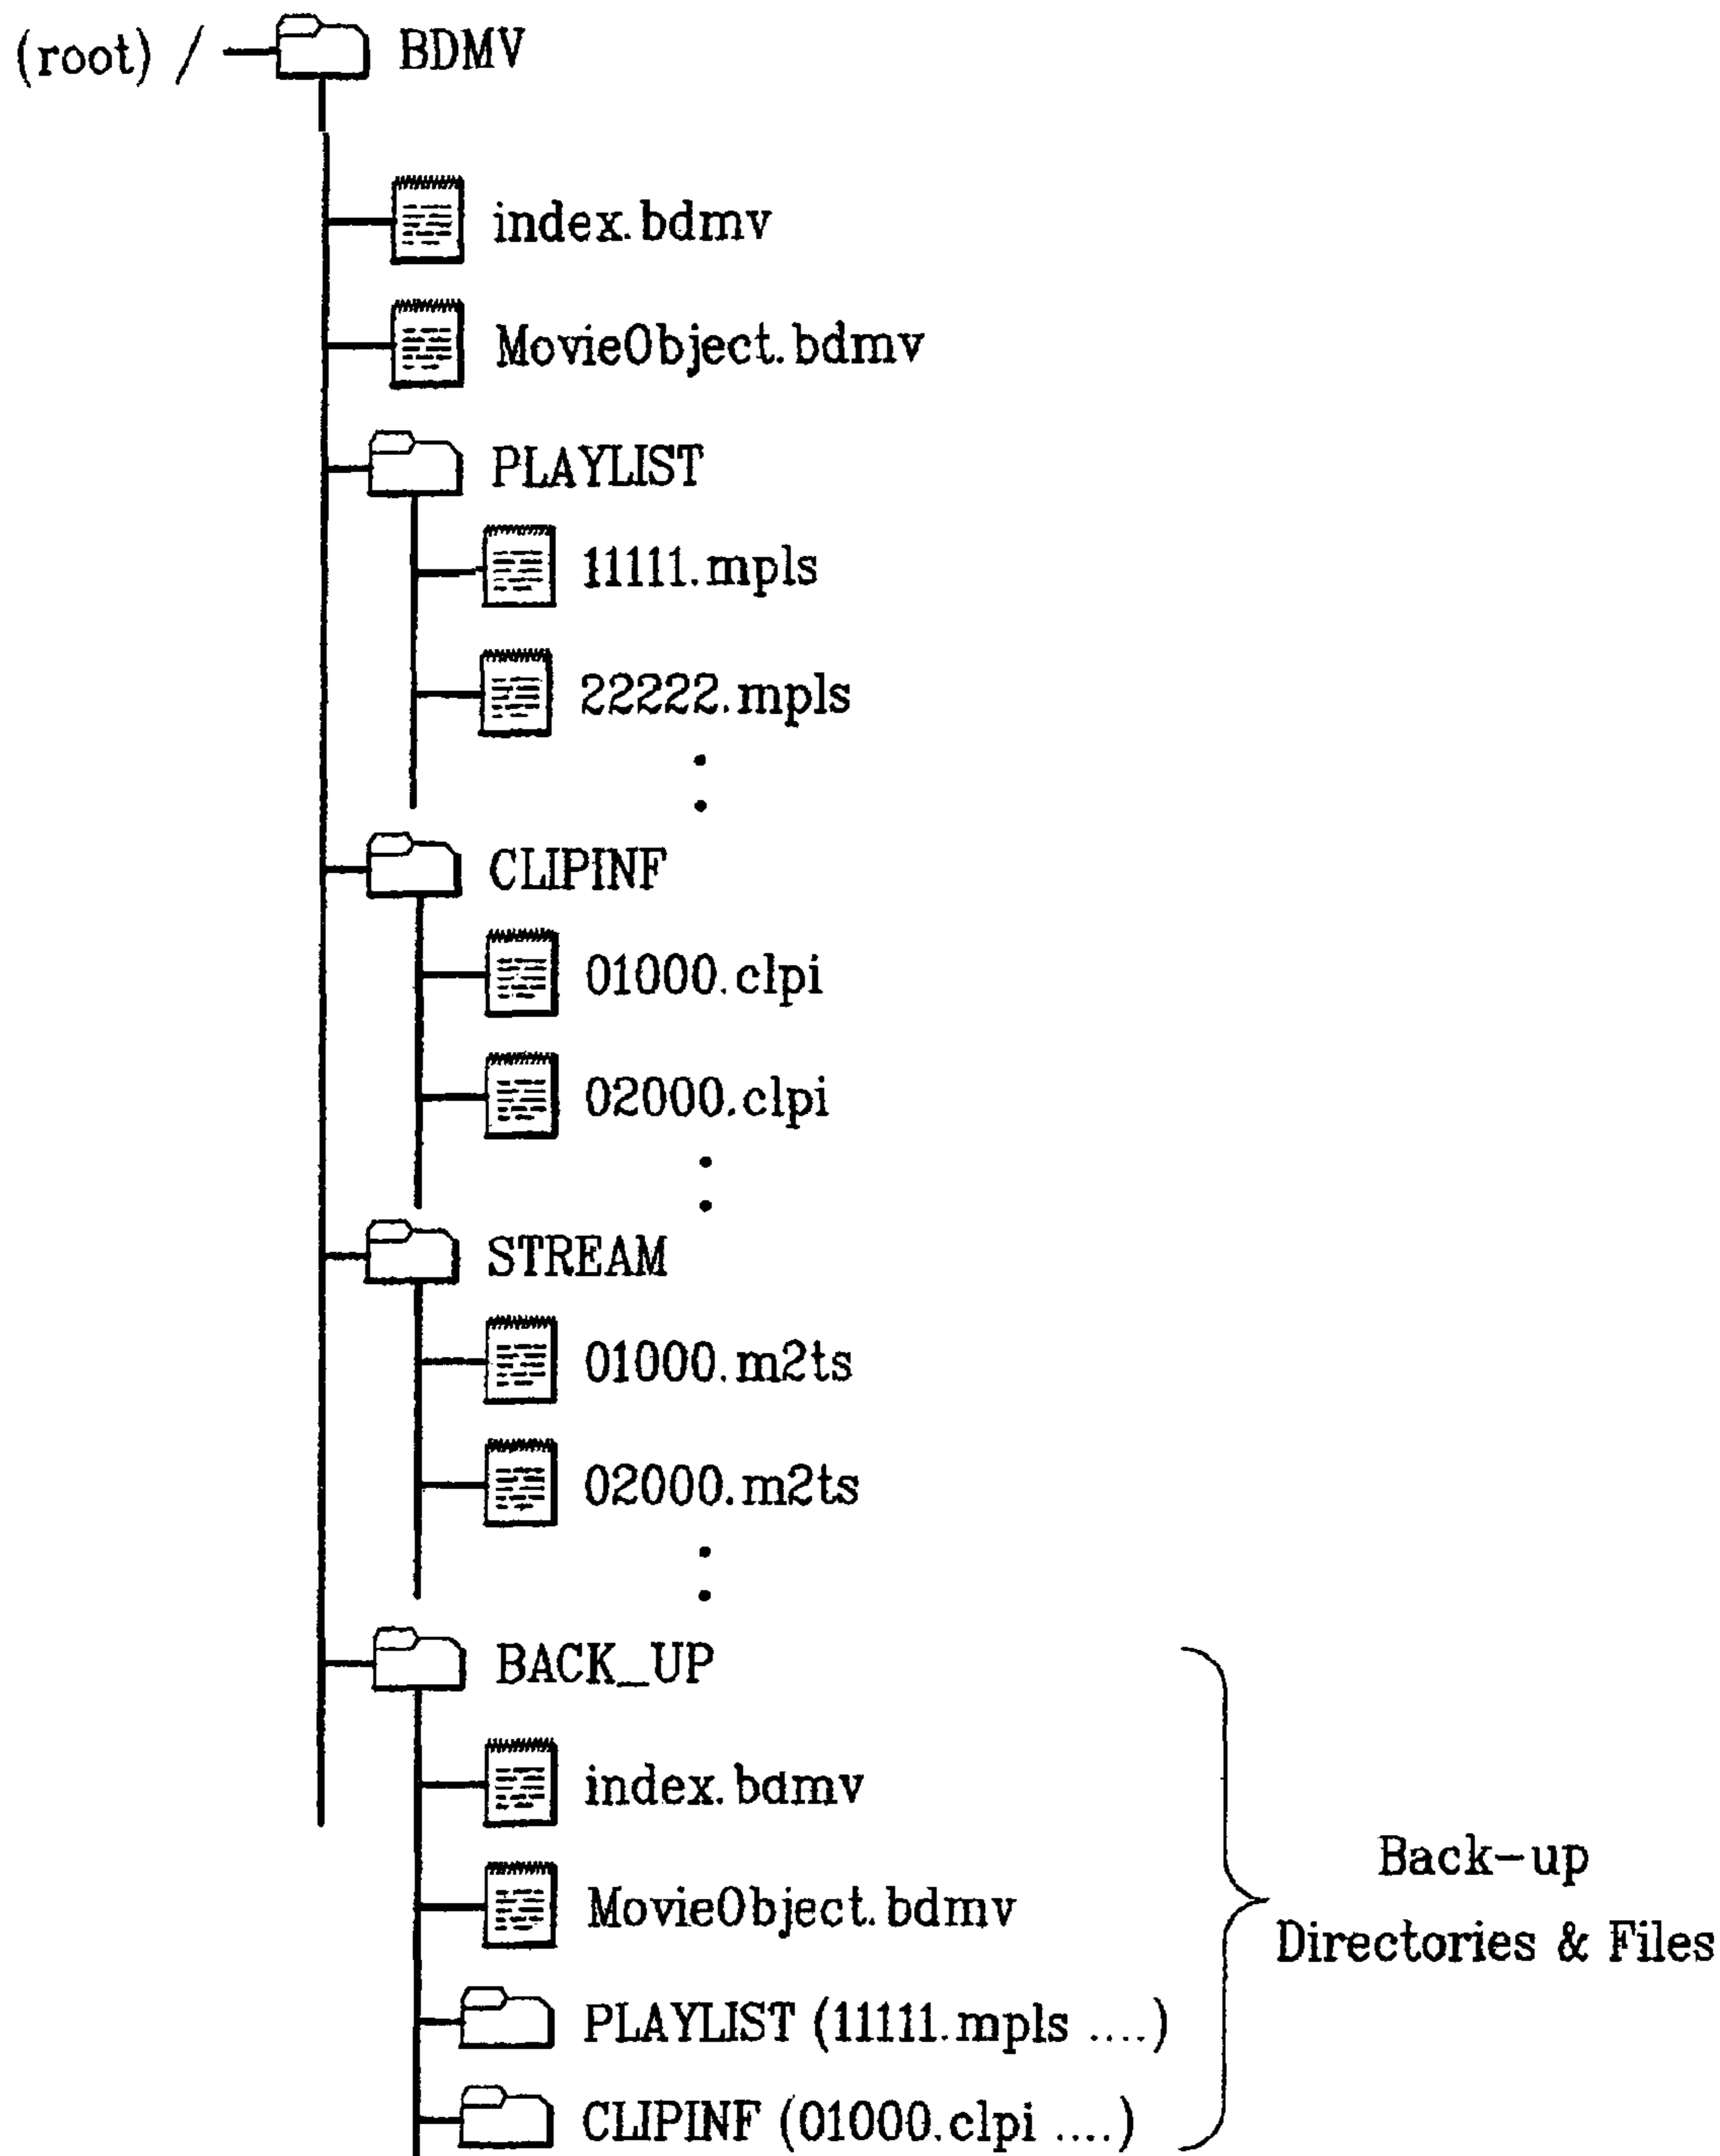 (root) / BDMV
index.bdmv
MovieObject.bdmv
PLAYLIST
11111.mpls
22222.mpls
CLIPINF
01000.clpi
02000.clpi
STREAM
01000.m2ts
02000.m2ts
BACK_UP
index.bdmv
MovieObject.bdmv
PLAYLIST (11111.mpls ....)
CLIPINF (01000.clpi ....)
Back-up
Directories & Files